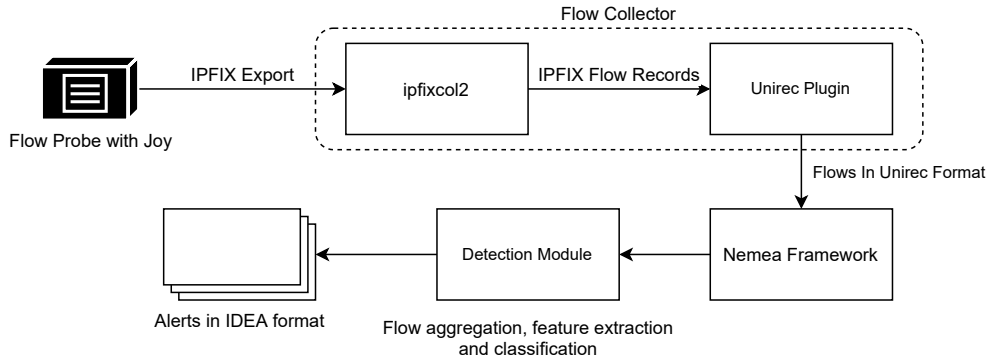 Flow Collector
IPFIX Export
ipfixcol2
IPFIX Flow Records
Unirec Plugin
Flow Probe with Joy
Flows In Unirec Format
Detection Module
Nemea Framework
Alerts in IDEA format
Flow aggregation, feature extraction
and classification